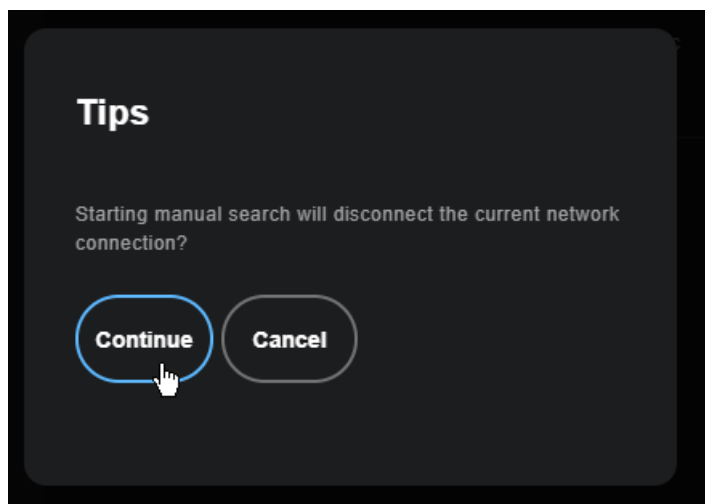 Tips
Starting manual search will disconnect the current network
connection?
Continue Cancel